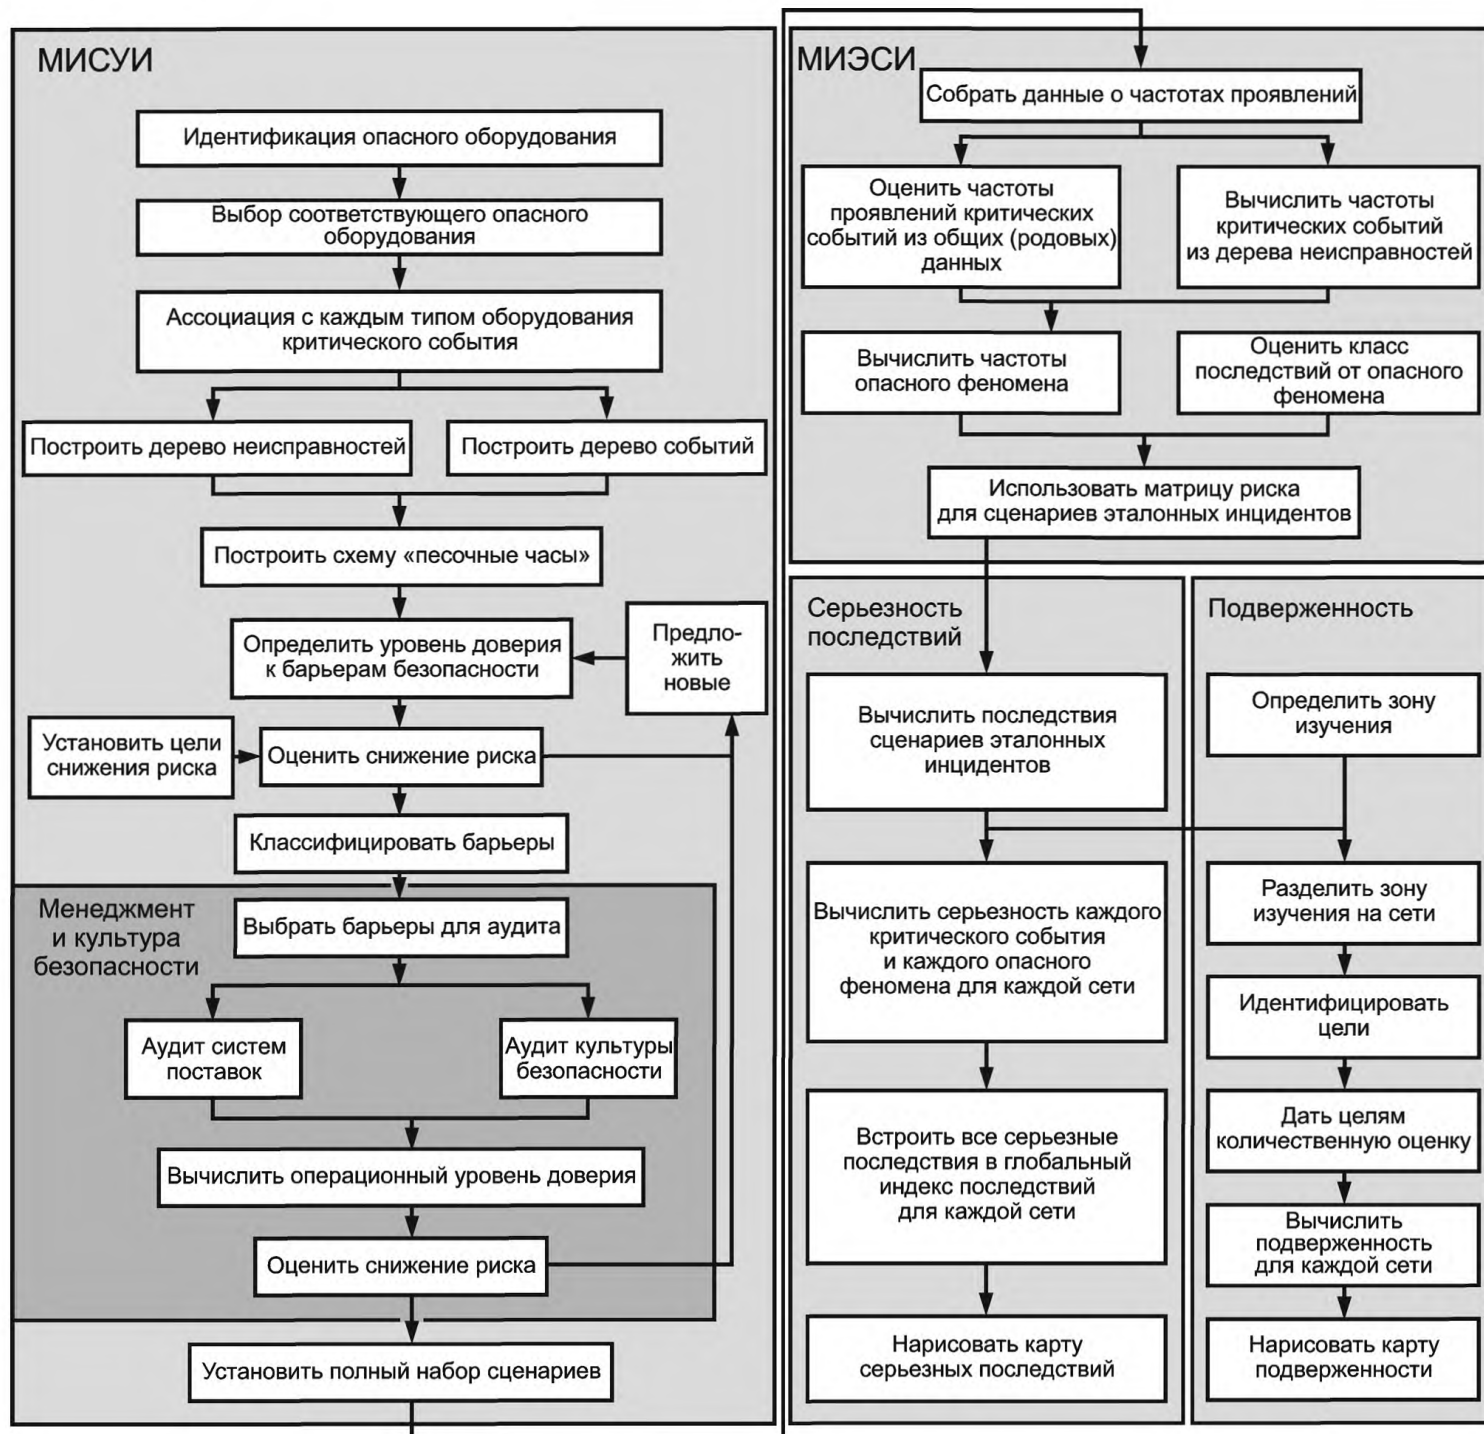 МИСУИ
Идентификация опасного оборудования
Выбор соответствующего опасного
оборудования
Ассоциация с каждым типом оборудования
критического события
Построить дерево неисправностей
Построить дерево событий
Построить схему «песочные часы»
Определить уровень доверия
к барьерам безопасности
Предло-
жить
новые
Установить цели
снижения риска
Оценить снижение риска
Классифицировать барьеры
Менеджмент
и культура
безопасности
Выбрать барьеры для аудита
Аудит систем
поставок
Аудит культуры
безопасности
Вычислить операционный уровень доверия
Оценить снижение риска
Установить полный набор сценариев
МИЭСИ
Собрать данные о частотах проявлений
Оценить частоты
проявлений критических
событий из общих (родовых)
данных
Вычислить частоты
критических событий
из дерева неисправностей
Вычислить частоты
опасного феномена
Оценить класс
последствий от опасного
феномена
Использовать матрицу риска
для сценариев эталонных инцидентов
Серьезность
последствий
Вычислить последствия
сценариев эталонных
инцидентов
Вычислить серьезность каждого
критического события
и каждого опасного
феномена для каждой сети
Встроить все серьезные
последствия в глобальный
индекс последствий
для каждой сети
Нарисовать карту
серьезных последствий
Подверженность
Определить зону
изучения
Разделить зону
изучения на сети
Идентифицировать
цели
Дать целям
количественную оценку
Вычислить
подверженность
для каждой сети
Нарисовать карту
подверженности